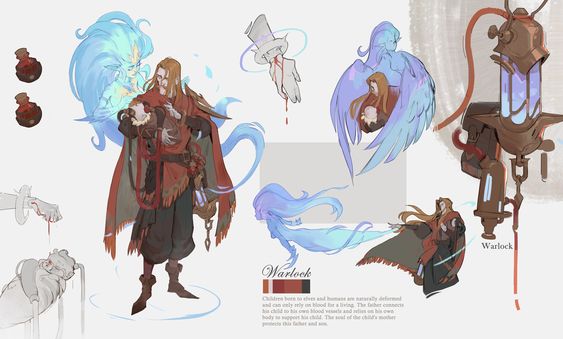 Warlock
Warlock
Children born to elves and humans are naturally deformed
and can only rely on blood for a living. The father connects
his child to his own blood vessels and relies on his own
body to support his child. The soul of the child's mother
protects this father and son.